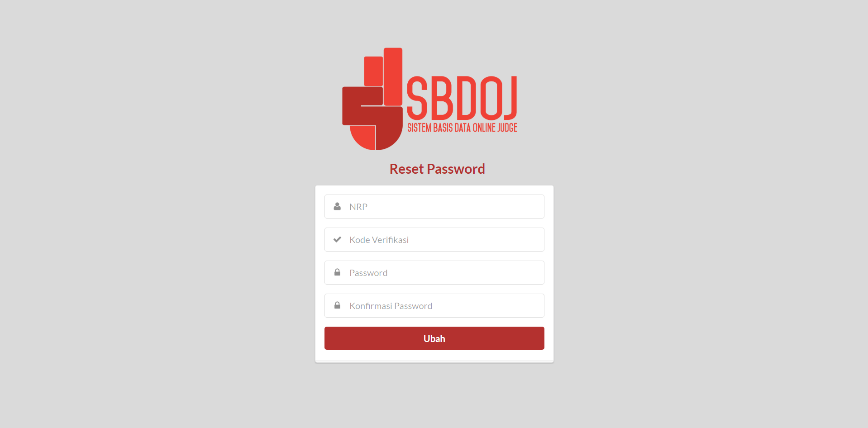 SBDOJ
SISTEM BASIS DATA ONLINE JUDGE
Reset Password
NRP
Kode Verifikasi
Password
Konfirmasi Password
Ubah